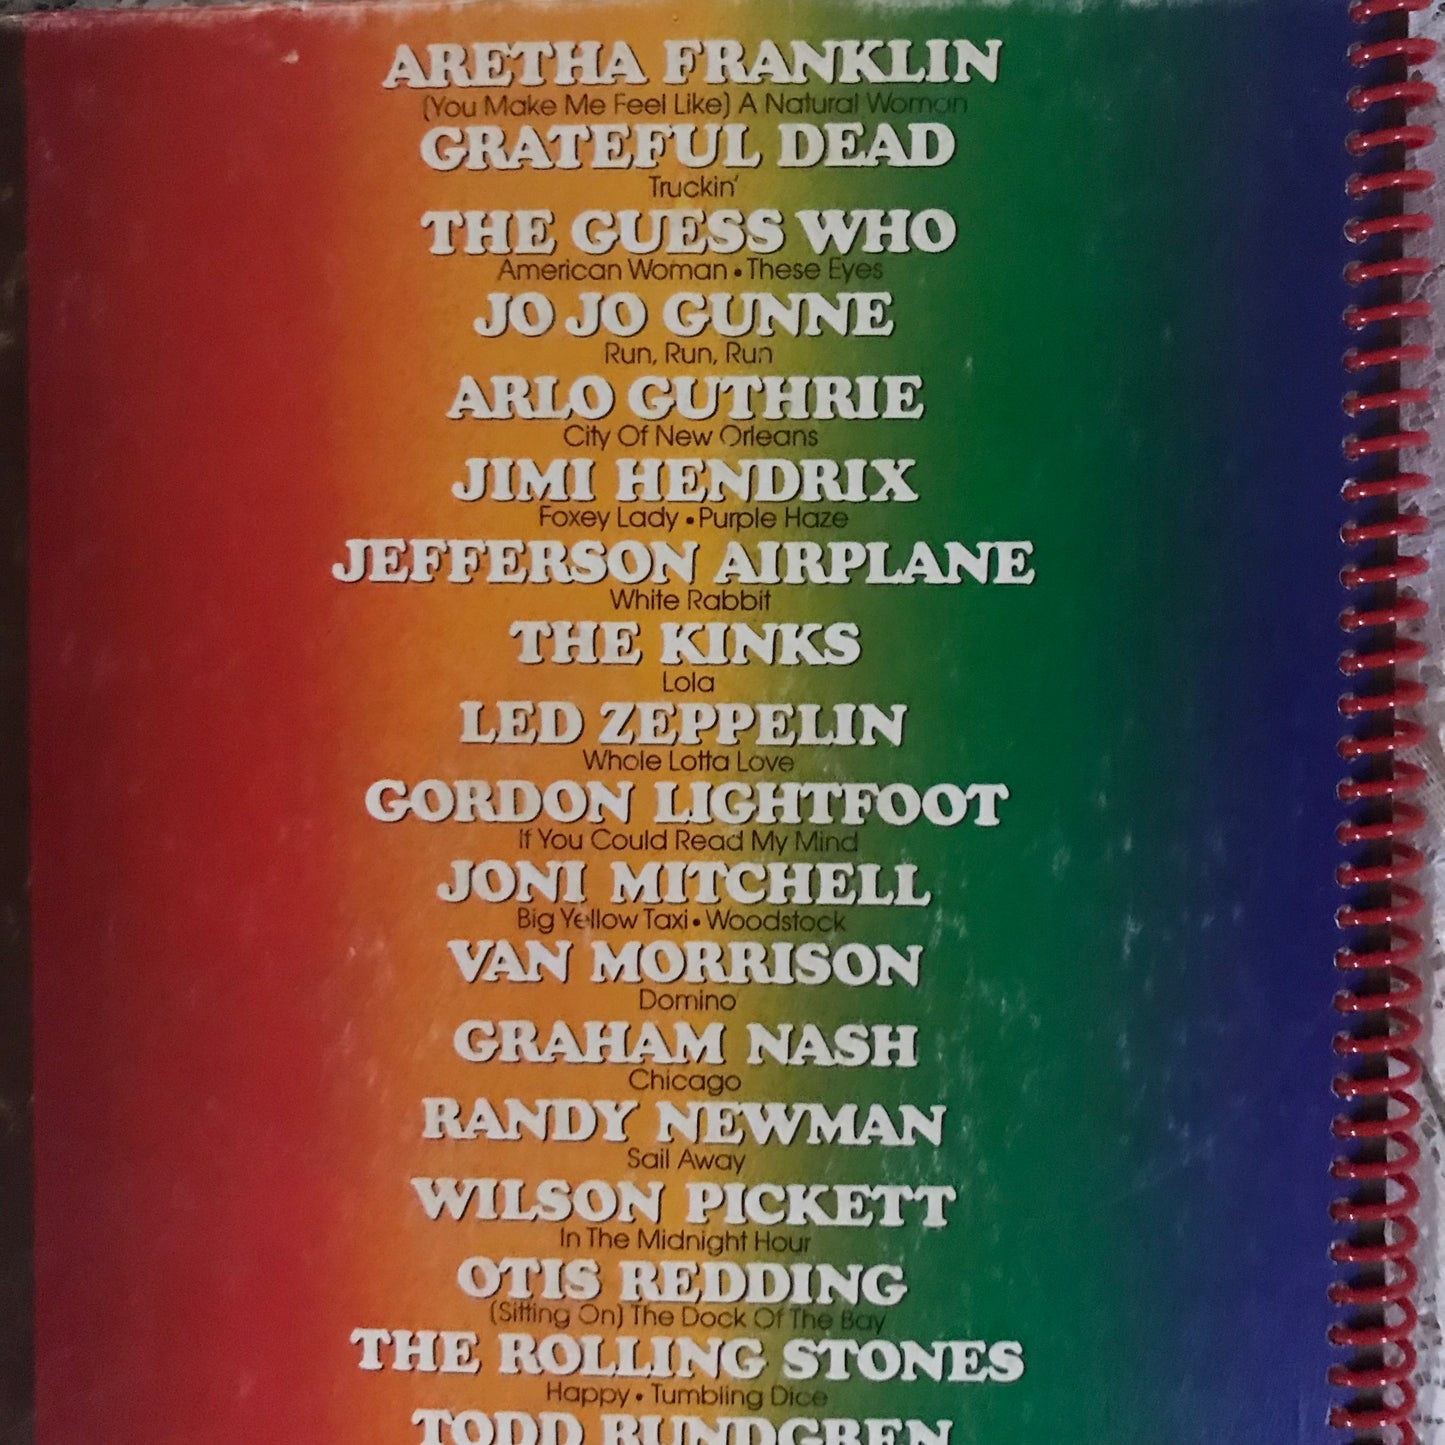 ARETHA FRANKLIN
(You Make Me Feel Like) A Natural Woman
GRATEFUL DEAD
Truckin'
THE GUESS WHO
American Woman • These Eyes
JO JO GUNNE
Run, Run, Run
ARLO GUTHRIE
City Of New Orleans
JIMI HENDRIX
Foxey Lady • Purple Haze
JEFFERSON AIRPLANE
White Rabbit
THE KINKS
Lola
LED ZEPPELIN
Whole Lotta Love
GORDON LIGHTFOOT
If You Could Read My Mind
JONI MITCHELL
Big Yellow Taxi • Woodstock
VAN MORRISON
Domino
GRAHAM NASH
Chicago
RANDY NEWMAN
Sail Away
WILSON PICKETT
In The Midnight Hour
OTIS REDDING
(Sitting On) The Dock Of The Bay
THE ROLLING STONES
Happy • Tumbling Dice
TODD RUNDGREN